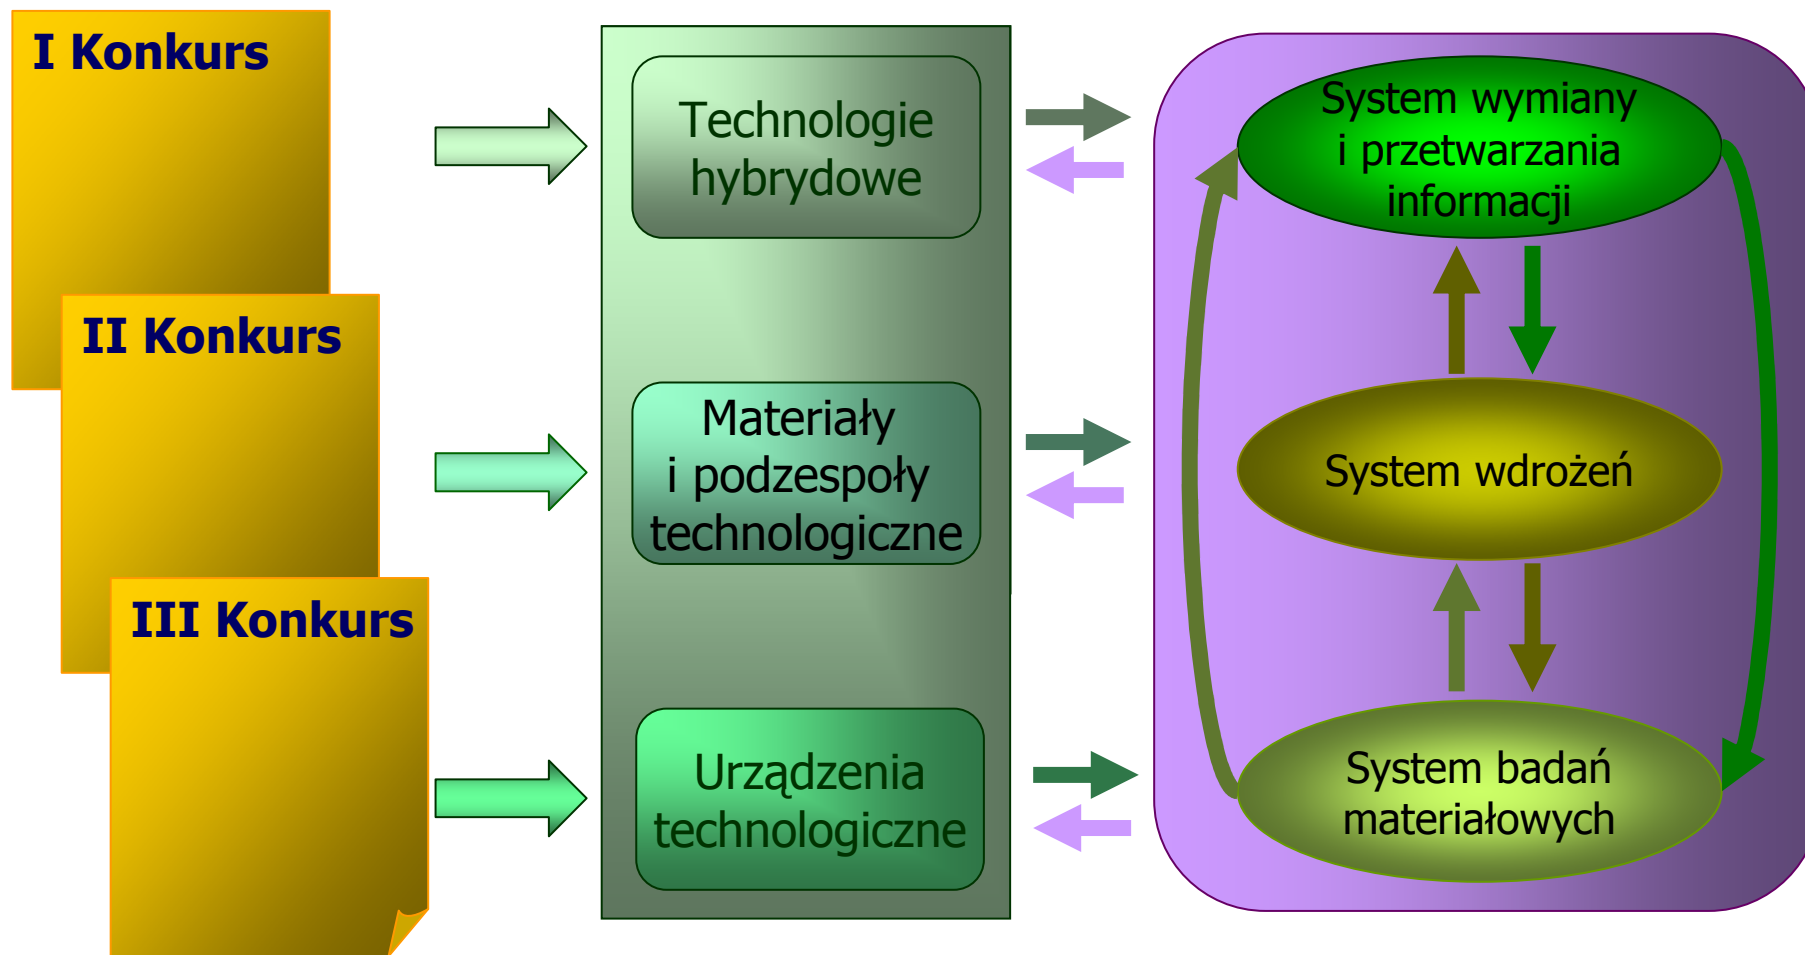 I Konkurs
II Konkurs
III Konkurs
Technologie
hybrydowe
Materiały
i podzespoły
technologiczne
Urządzenia
technologiczne
System wymiany
i przetwarzania
informacji
System wdrożeń
System badań
materiałowych